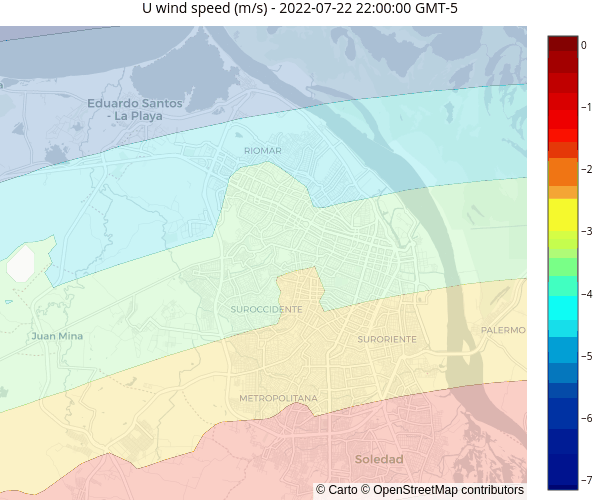 U wind speed (m/s) - 2022-07-22 22:00:00 GMT-5
Eduardo Santos
- La Playa
RIOMAR
SUROCCIDENTE
Juan Mina
SURORIENTE
PALERMO
METROPOLITANA
Soledad
© Carto © OpenStreetMap contributors
0
−1
−2
−3
−4
−5
−6
−7